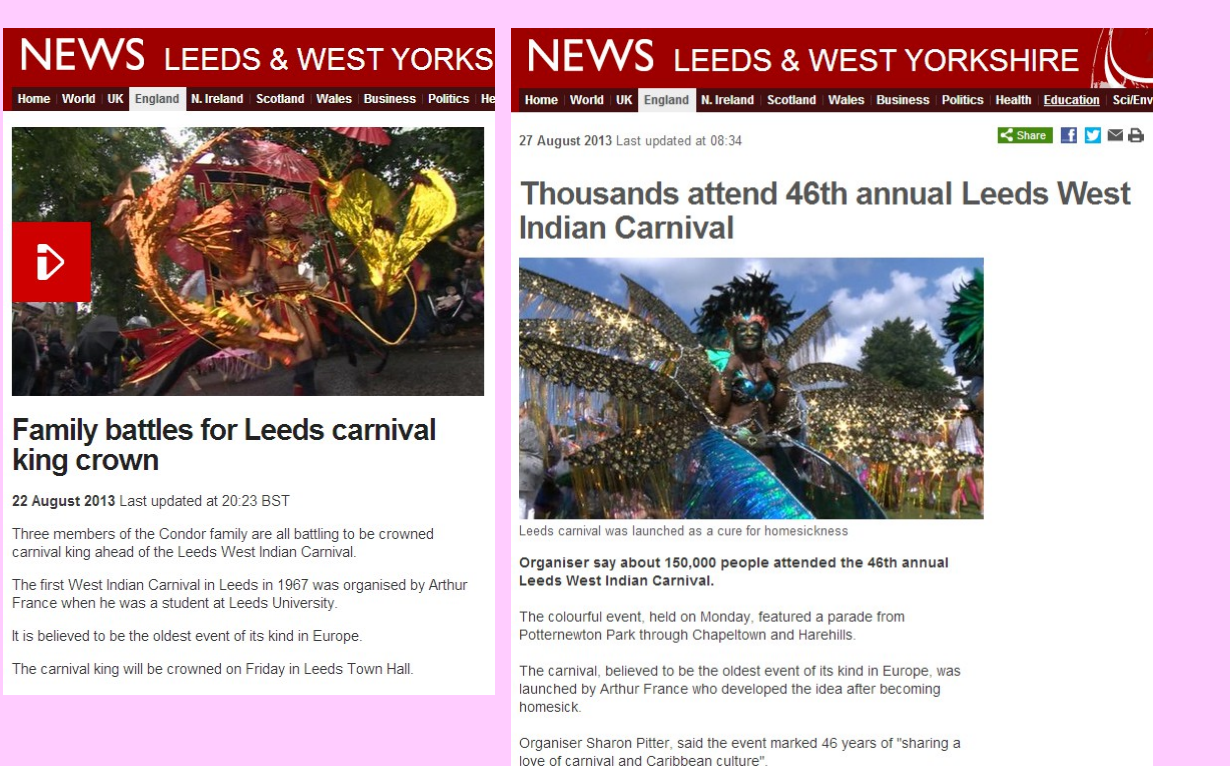 NEWS LEEDS & WEST YORKS
Home World UK England N. Ireland Scotland Wales Business Politics He
Family battles for Leeds carnival
king crown
22 August 2013 Last updated at 20:23 BST
Three members of the Condor family are all battling to be crowned
carnival king ahead of the Leeds West Indian Carnival.
The first West Indian Carnival in Leeds in 1967 was organised by Arthur
France when he was a student at Leeds University.
It is believed to be the oldest event of its kind in Europe.
The carnival king will be crowned on Friday in Leeds Town Hall.
NEWS LEEDS & WEST YORKSHIRE
Home World UK England N. Ireland Scotland Wales Business Politics Health Education Sci/Env
27 August 2013 Last updated at 08:34
Share
Thousands attend 46th annual Leeds West
Indian Carnival
Leeds carnival was launched as a cure for homesickness
Organiser say about 150,000 people attended the 46th annual
Leeds West Indian Carnival.
The colourful event, held on Monday, featured a parade from
Potternewton Park through Chapeltown and Harehills.
The carnival, believed to be the oldest event of its kind in Europe, was
launched by Arthur France who developed the idea after becoming
homesick.
Organiser Sharon Pitter, said the event marked 46 years of "sharing a
love of carnival and Caribbean culture".